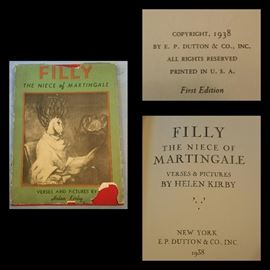 FILLY
THE NIECE of MARTINGALE
VERSES AND PICTURES BY
Helen Kirby
COPYRIGHT, 1938
BY E. P. DUTTON & CO., INC.
ALL RIGHTS RESERVED
PRINTED IN U. S. A.
First Edition
FILLY
THE NIECE OF
MARTINGALE
VERSES & PICTURES
BY HELEN KIRBY
NEW YORK
E. P. DUTTON & CO., INC
1938